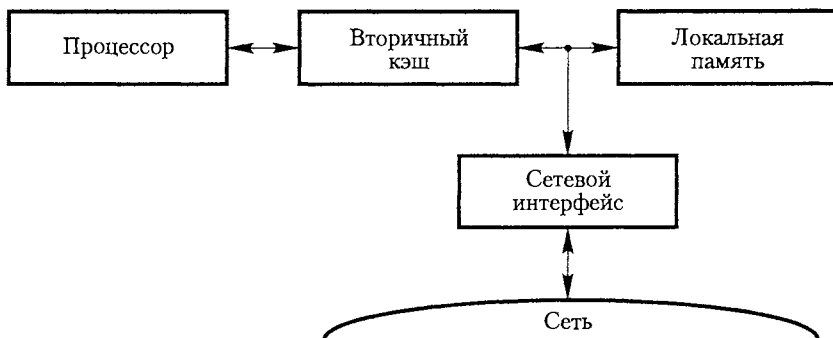 Процессор
Вторичный
кэш
Локальная
память
Сетевой
интерфейс
Сеть